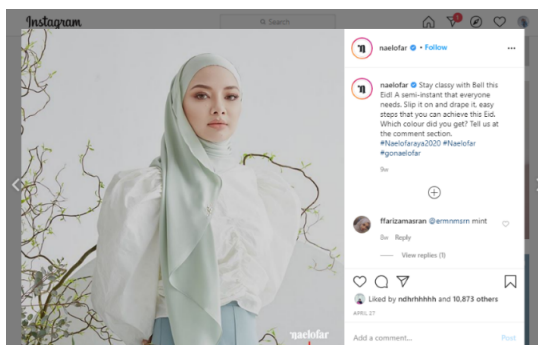 Instagram
Search
naelofar • Follow
naelofar Stay classy with Bell this
Eid! A semi-instant that everyone
needs. Slip it on and drape it, easy
steps that you can achieve this Eid.
Which colour did you get? Tell us at
the comment section.
#Naelofaraya2020 #Naelofar
#gonaelofar
9w
ffarizamasran @ermnmsrn mint
8w Reply
View replies (1)
Liked by ndhrhhhhh and 10,873 others
APRIL 27
Add a comment... Post
naelofar